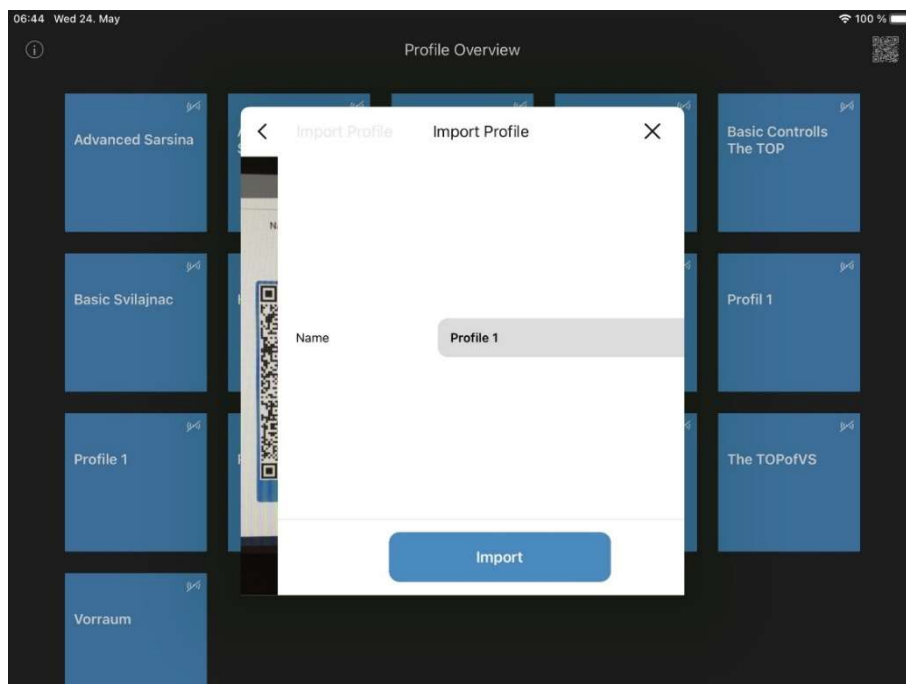 06:44 Wed 24. May
100 %
Profile Overview
Advanced Sarsina
Basic Controlls
The TOP
Import Profile
Import Profile
Basic Svilajnac
Profil 1
Name
Profile 1
Profile 1
The TOPofVS
Import
Vorraum